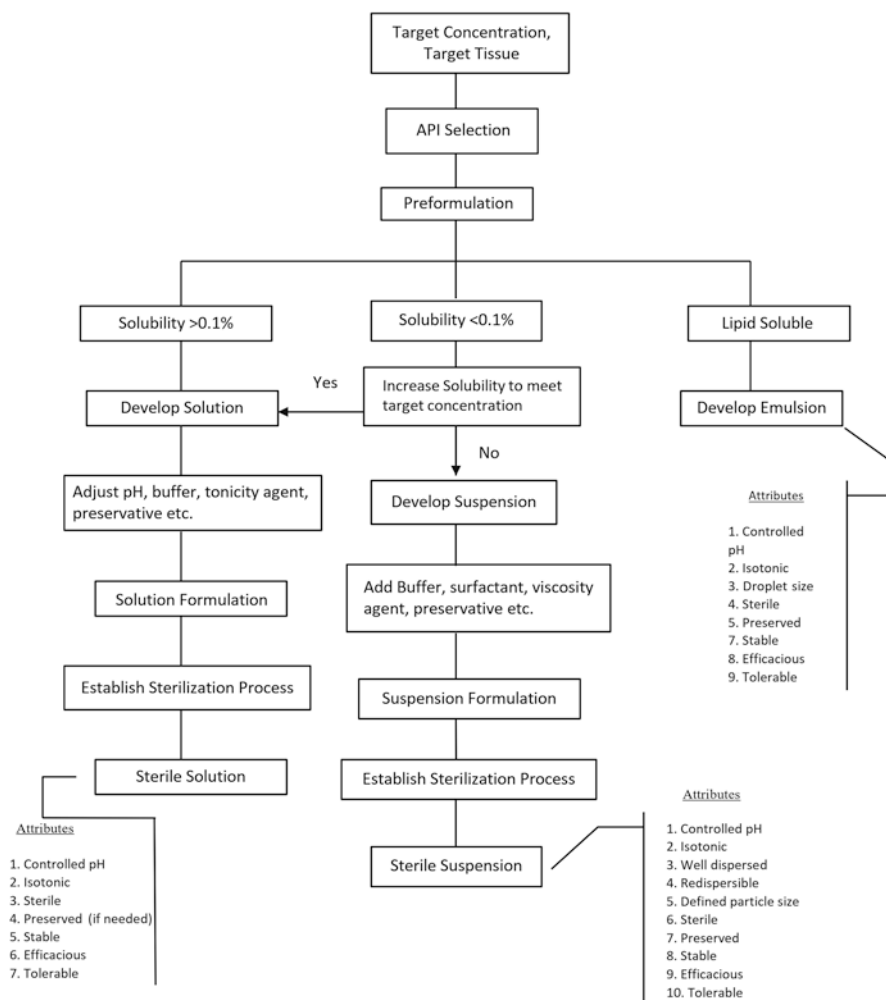 Target Concentration,
Target Tissue
API Selection
Preformulation
Solubility >0.1%
Solubility <0.1%
Lipid Soluble
Yes
Increase Solubility to meet
target concentration
Develop Solution
Develop Emulsion
No
Adjust pH, buffer, tonicity agent,
preservative etc.
Develop Suspension
Attributes
1. Controlled
pH
2. Isotonic
3. Droplet size
4. Sterile
5. Preserved
7. Stable
8. Efficacious
9. Tolerable
Solution Formulation
Add Buffer, surfactant, viscosity
agent, preservative etc.
Establish Sterilization Process
Suspension Formulation
Sterile Solution
Establish Sterilization Process
Attributes
1. Controlled pH
2. Isotonic
3. Sterile
4. Preserved (if needed)
5. Stable
6. Efficacious
7. Tolerable
Sterile Suspension
Attributes
1. Controlled pH
2. Isotonic
3. Well dispersed
4. Redispersible
5. Defined particle size
6. Sterile
7. Preserved
8. Stable
9. Efficacious
10. Tolerable